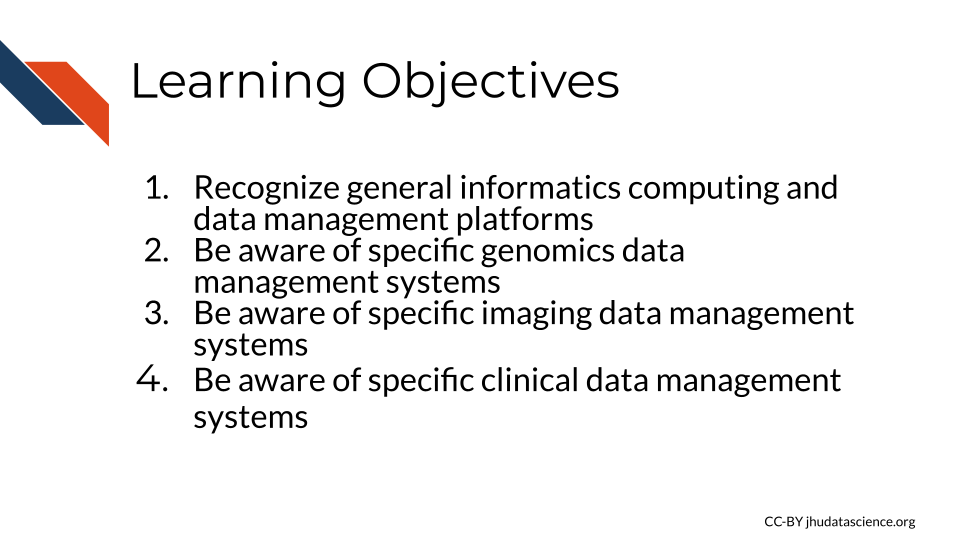 Learning Objectives
1. Recognize general informatics computing and
data management platforms
2. Be aware of specific genomics data
management systems
3. Be aware of specific imaging data management
systems
4. Be aware of specific clinical data management
systems
CC-BY jhudatascience.org